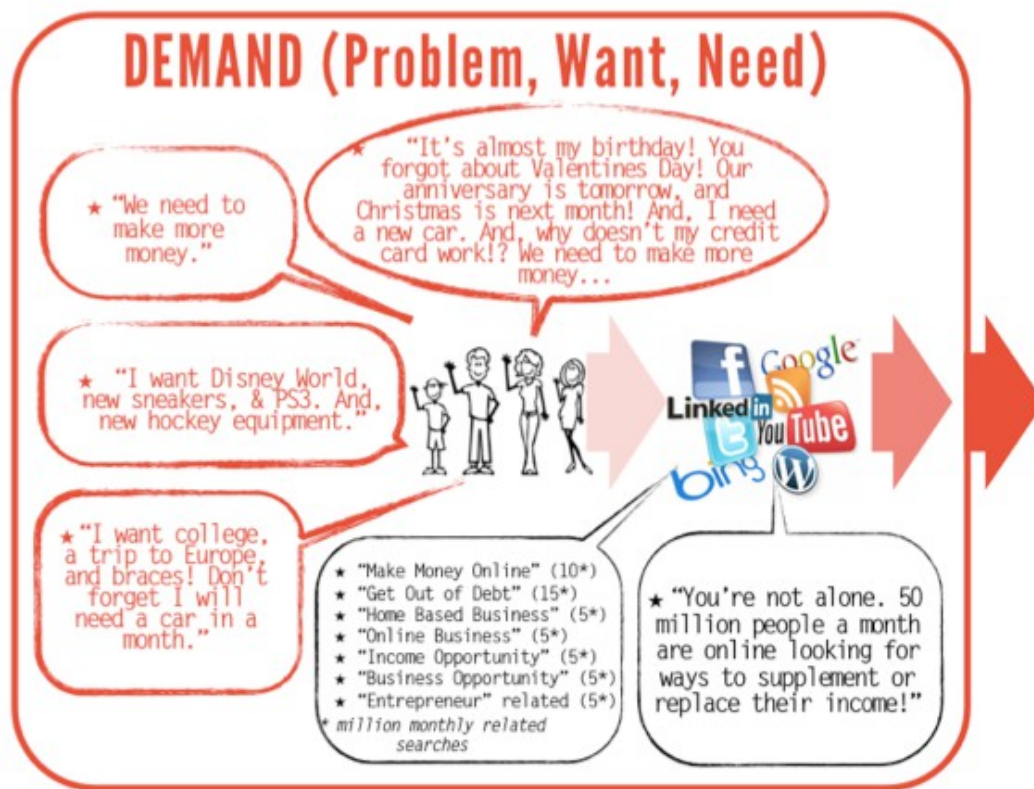 DEMAND (Problem, Want, Need)
★ “It's almost my birthday! You
forgot about Valentines Day! Our
anniversary is tomorrow, and
Christmas is next month! And, I need
a new car. And, why doesn't my credit
card work!? We need to make more
money...
★ “We need to
make more
money.”
★ “I want Disney World,
new sneakers, & PS3. And,
new hockey equipment.”
★ “I want college,
a trip to Europe,
and braces! Don't
forget I will
need a car in a
month.”
f
Google™
Linked in
t
You Tube
bing
W
★ “Make Money Online” (10*)
★ “Get Out of Debt” (15*)
★ “Home Based Business” (5*)
★ “Online Business” (5*)
★ “Income Opportunity” (5*)
★ “Business Opportunity” (5*)
★ “Entrepreneur” related (5*)
* million monthly related
searches
★ “You're not alone. 50
million people a month
are online looking for
ways to supplement or
replace their income!”